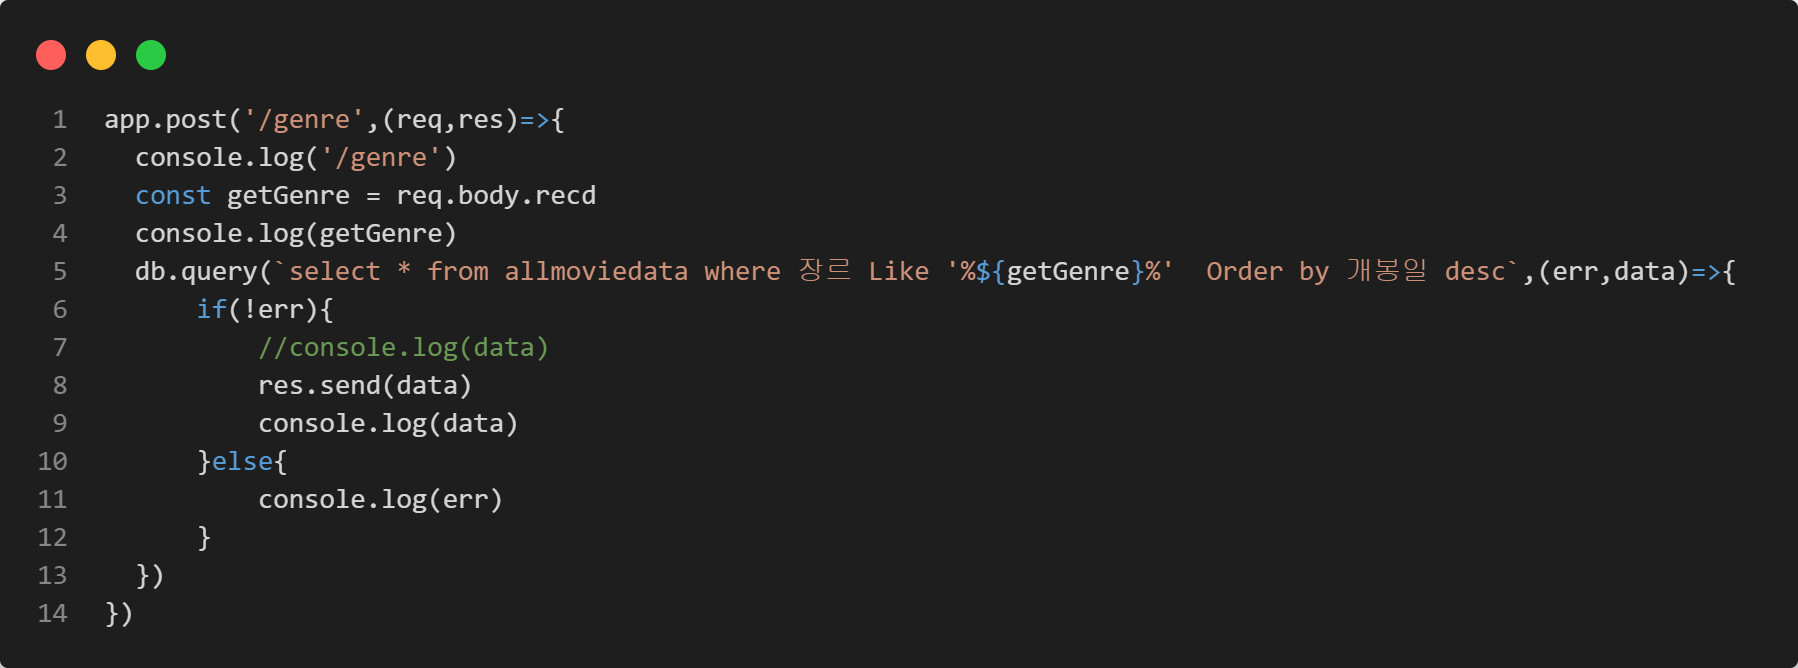 1 app.post('/genre',(req,res)=>{
2   console.log('/genre')
3   const getGenre = req.body.recd
4   console.log(getGenre)
5   db.query(`select * from allmoviedata where 장르 Like '%${getGenre}%'  Order by 개봉일 desc`,(err,data)=>{
6       if(!err){
7           //console.log(data)
8           res.send(data)
9           console.log(data)
10       }else{
11           console.log(err)
12       }
13   })
14 })